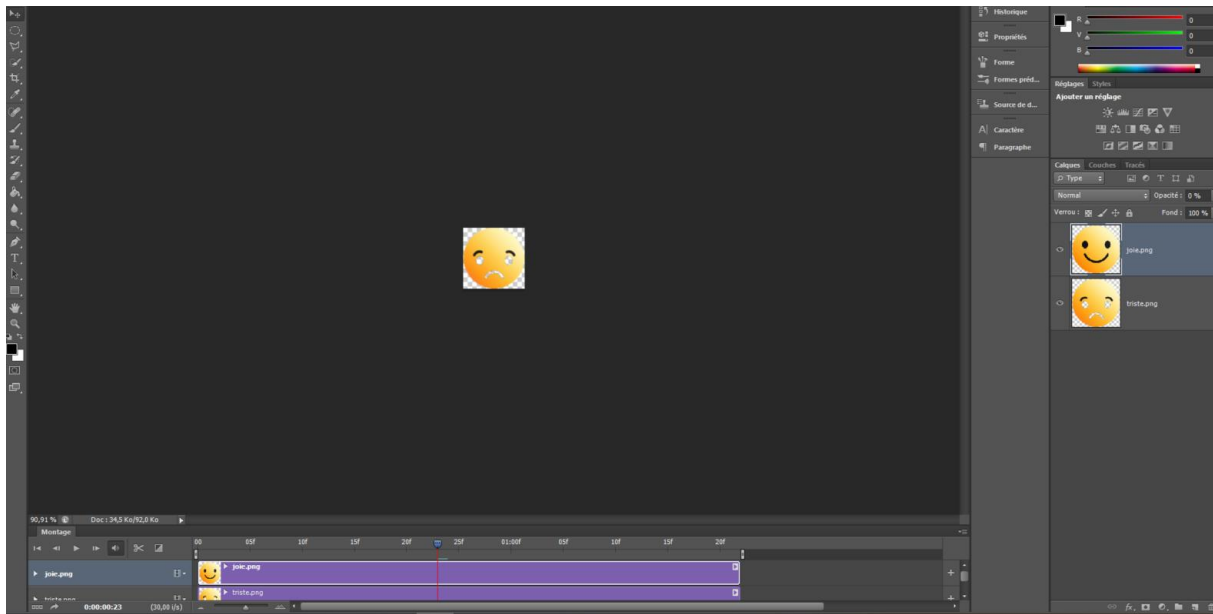 Historique
Propriétés
Forme
Formes préd...
Source de d...
A| Caractère
¶ Paragraphe
R 0
V 0
B 0
Réglages Styles
Ajouter un réglage
Calques Couches Tracés
Type
Normal Opacité : 0 %
Verrou : Fond : 100 %
joie.png
triste.png
90,91 % Doc : 34,5 Ko/92,0 Ko
Montage
00 05f 10f 15f 20f 25f 01:00f 05f 10f 15f 20f
joie.png joie.png
triste.png triste.png
0:00:00:23 (30,00 i/s)